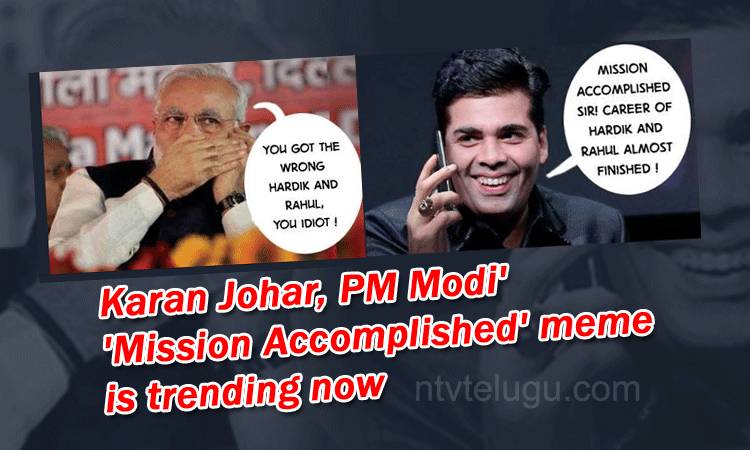 YOU GOT THE
WRONG
HARDIK AND
RAHUL,
YOU IDIOT !
MISSION
ACCOMPLISHED
SIR! CAREER OF
HARDIK AND
RAHUL ALMOST
FINISHED !
Karan Johar, PM Modi'
'Mission Accomplished' meme
is trending now
ntvtelugu.com